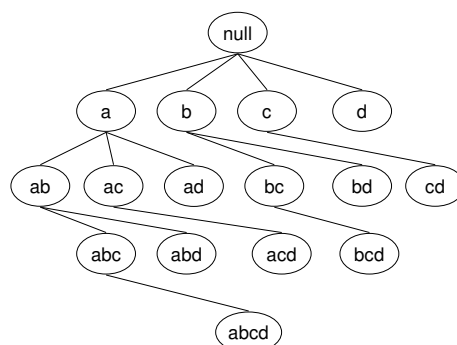 null
a b c d
ab ac ad bc bd cd
abc abd acd bcd
abcd